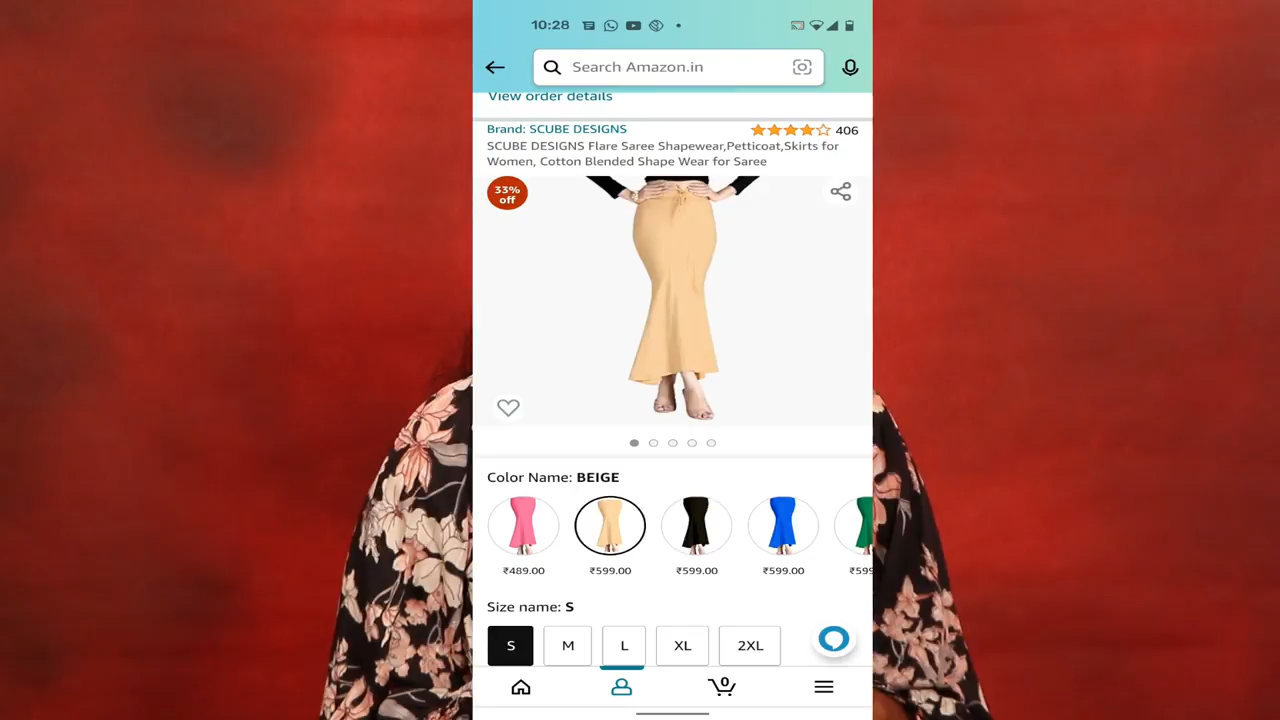 10:28
Search Amazon.in
View order details
Brand: SCUBE DESIGNS
406
SCUBE DESIGNS Flare Saree Shapewear,Petticoat,Skirts for
Women, Cotton Blended Shape Wear for Saree
33%
off
Color Name: BEIGE
₹489.00 ₹599.00 ₹599.00 ₹599.00 ₹599
Size name: S
S M L XL 2XL
0